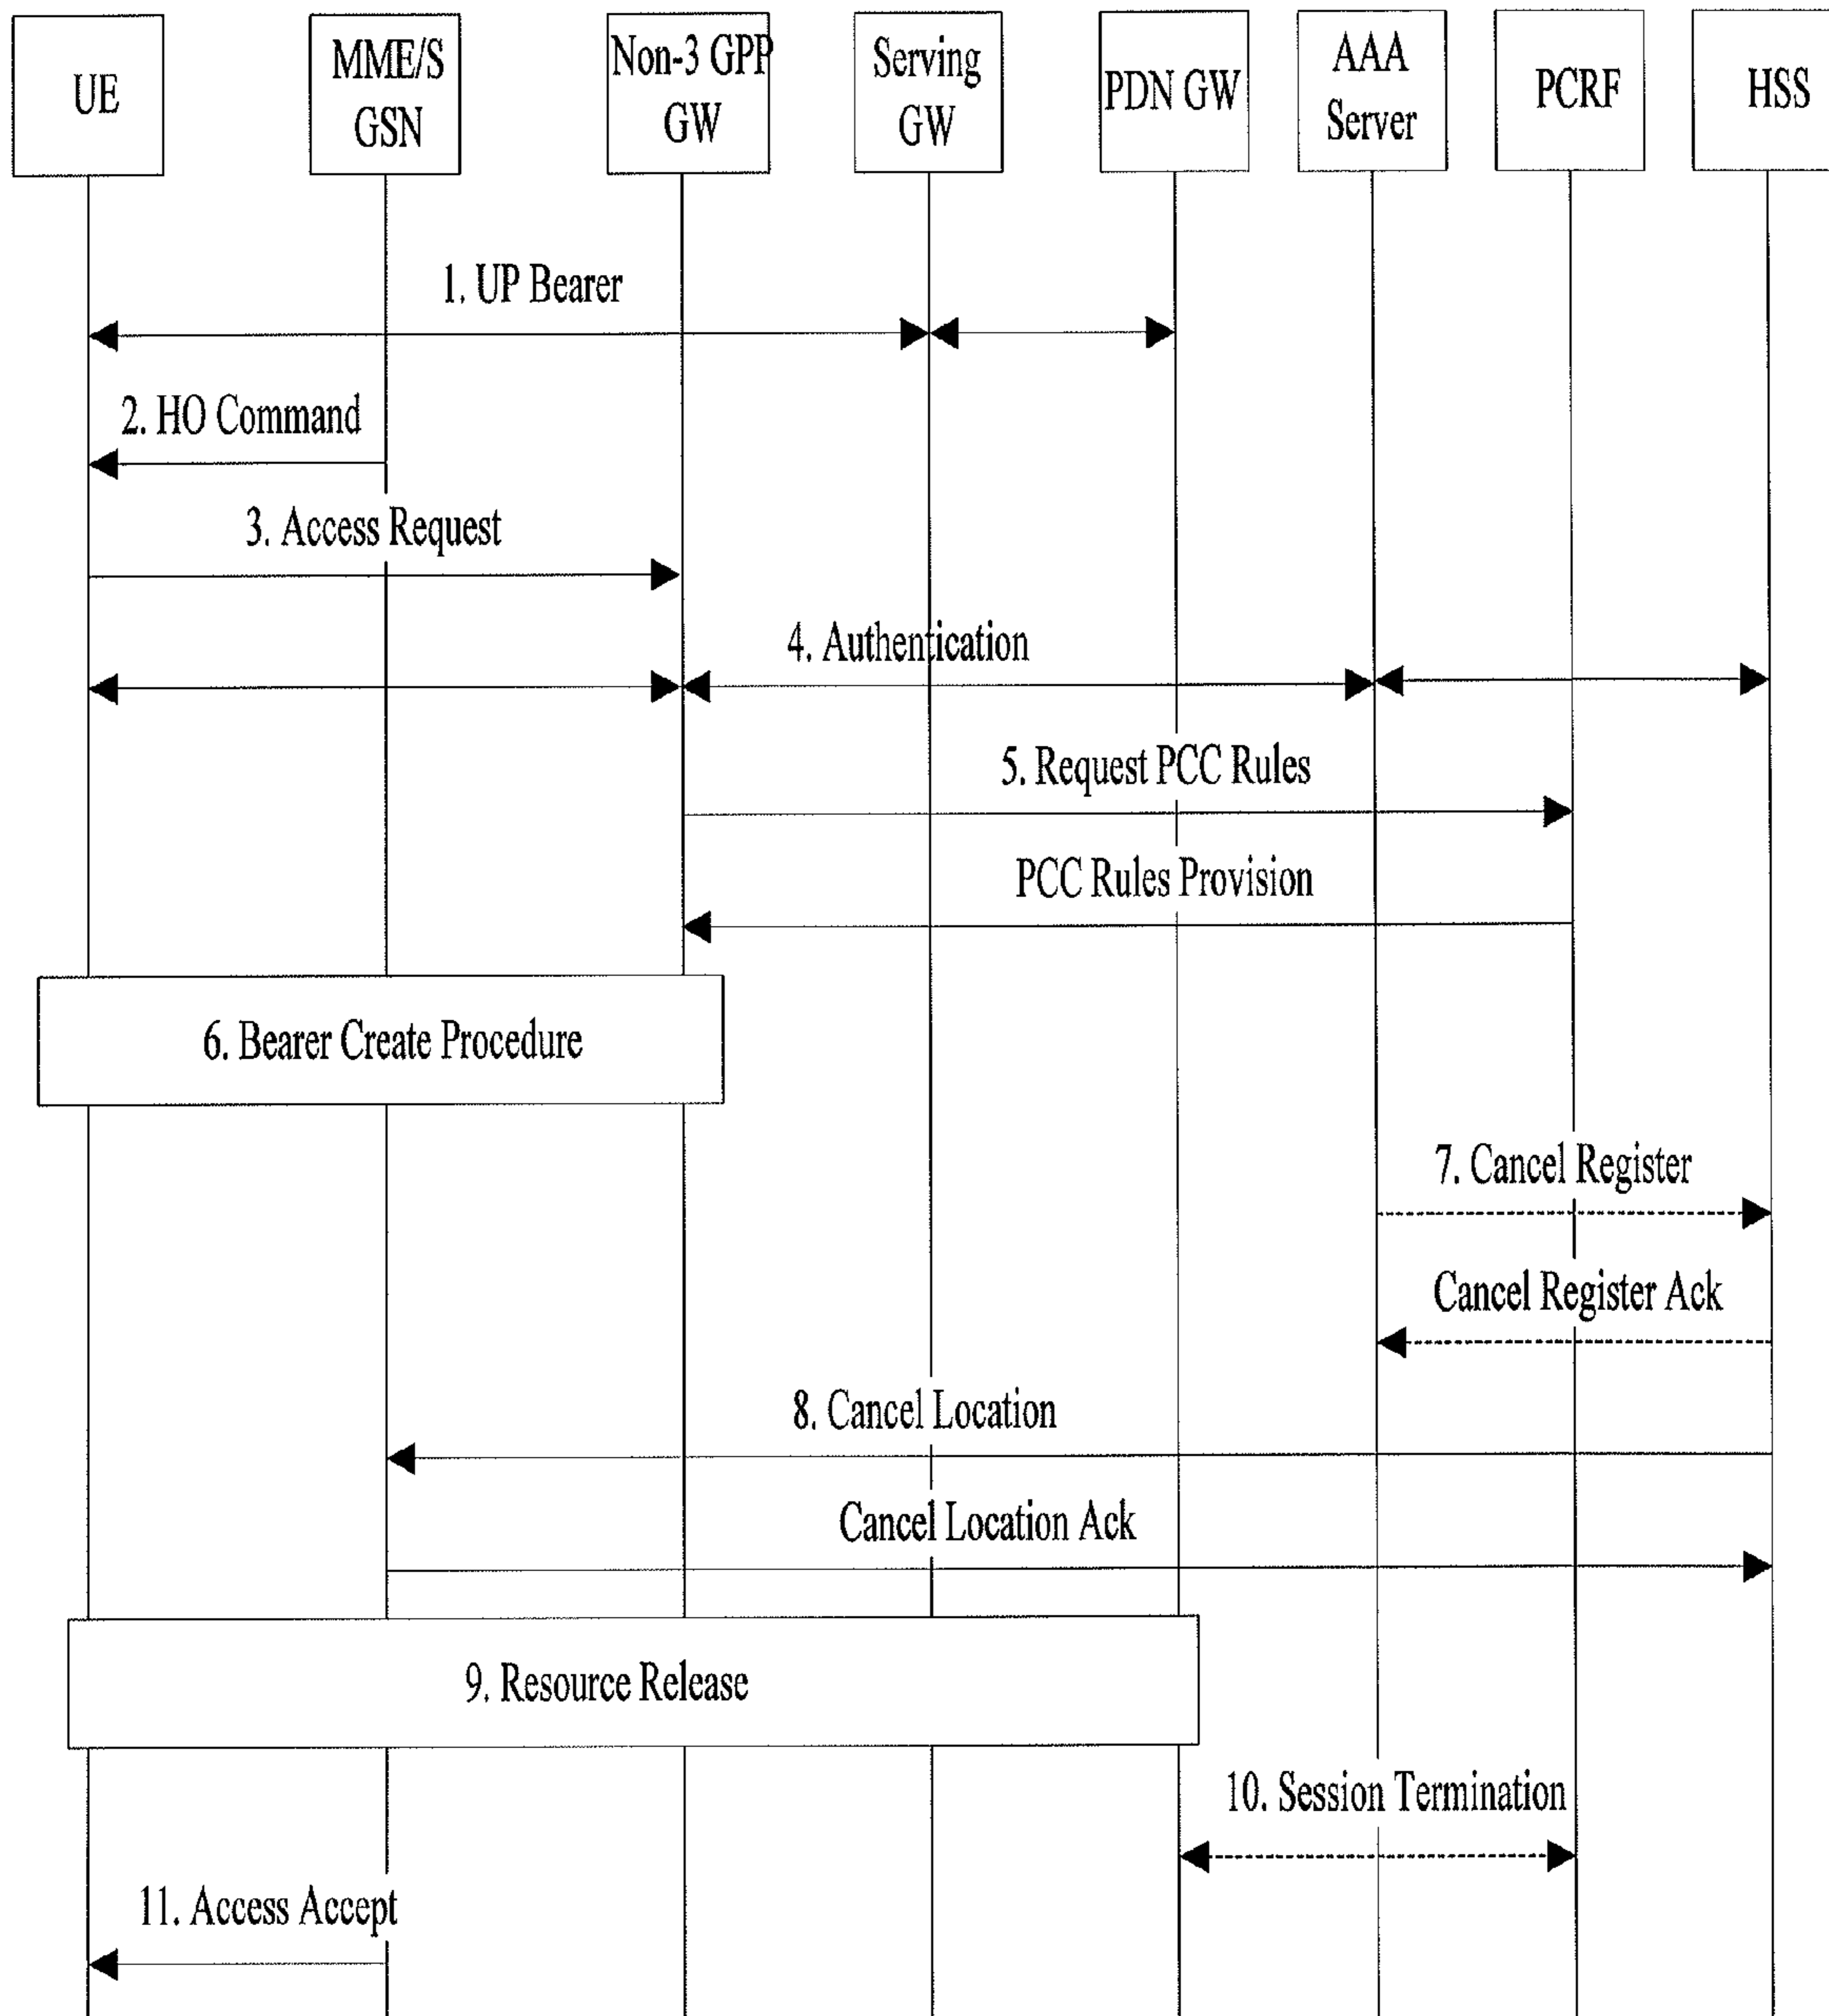 UE
MME/S
GSN
Non-3 GPP
GW
Serving
GW
PDN GW
AAA
Server
PCRF
HSS
1. UP Bearer
2. HO Command
3. Access Request
4. Authentication
5. Request PCC Rules
PCC Rules Provision
6. Bearer Create Procedure
7. Cancel Register
Cancel Register Ack
8. Cancel Location
Cancel Location Ack
9. Resource Release
10. Session Termination
11. Access Accept